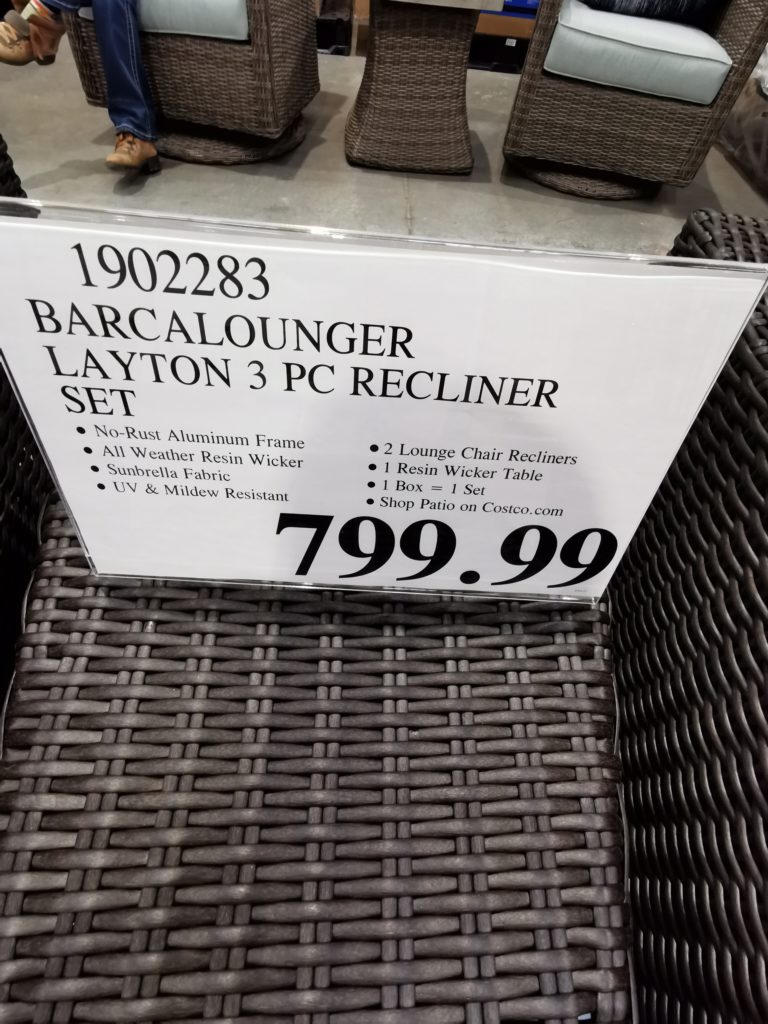 1902283
BARCALOUNGER
LAYTON 3 PC RECLINER
SET
• No-Rust Aluminum Frame
• All Weather Resin Wicker
• Sunbrella Fabric
• UV & Mildew Resistant
• 2 Lounge Chair Recliners
• 1 Resin Wicker Table
• 1 Box = 1 Set
• Shop Patio on Costco.com
799.99